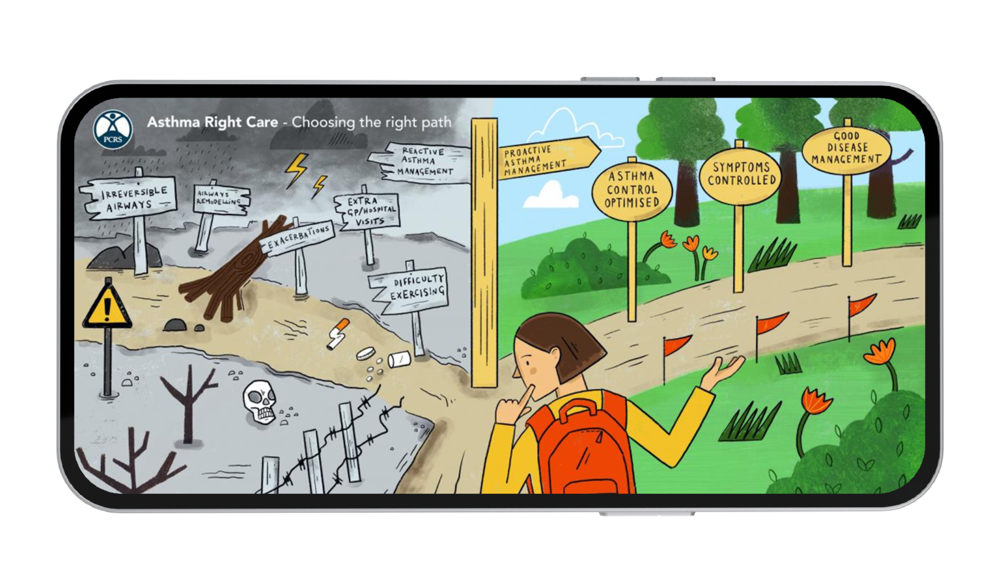 PCRS
Asthma Right Care - Choosing the right path
REACTIVE
ASTHMA
MANAGEMENT
IRREVERSIBLE
AIRWAYS
AIRWAYS
REMODELLING
EXTRA
GP/HOSPITAL
VISITS
EXACERBATIONS
DIFFICULTY
EXERCISING
!
PROACTIVE
ASTHMA
MANAGEMENT
ASTHMA
CONTROL
OPTIMISED
SYMPTOMS
CONTROLLED
GOOD
DISEASE
MANAGEMENT